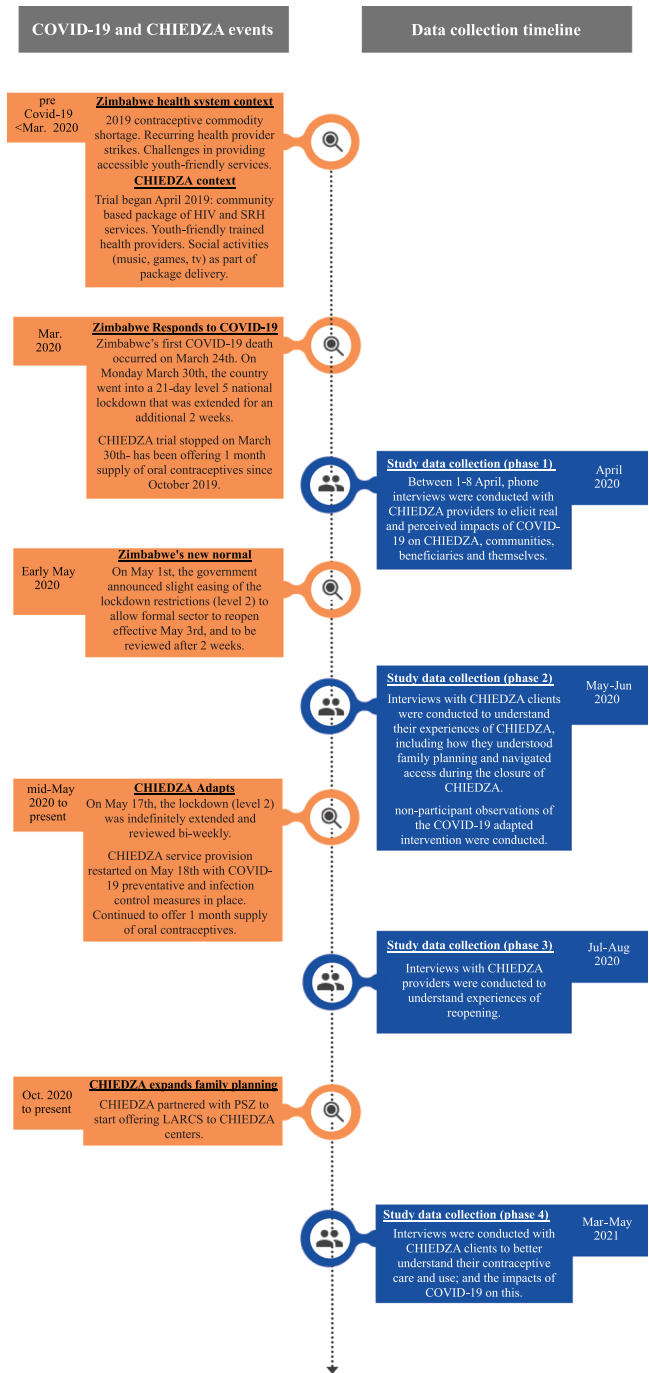 COVID-19 and CHIEDZA events
Data collection timeline
pre
Covid-19
<Mar. 2020
Zimbabwe health system context
2019 contraceptive commodity
shortage. Recurring health provider
strikes. Challenges in providing
accessible youth-friendly services.
CHIEDZA context
Trial began April 2019: community
based package of HIV and SRH
services. Youth-friendly trained
health providers. Social activities
(music, games, tv) as part of
package delivery.
Mar.
2020
Zimbabwe Responds to COVID-19
Zimbabwe's first COVID-19 death
occurred on March 24th. On
Monday March 30th, the country
went into a 21-day level 5 national
lockdown that was extended for an
additional 2 weeks.
CHIEDZA trial stopped on March
30th- has been offering 1 month
supply of oral contraceptives since
October 2019.
Study data collection (phase 1)
Between 1-8 April, phone
interviews were conducted with
CHIEDZA providers to elicit real
and perceived impacts of COVID-
19 on CHIEDZA, communities,
beneficiaries and themselves.
April
2020
Early May
2020
Zimbabwe's new normal
On May 1st, the government
announced slight easing of the
lockdown restrictions (level 2) to
allow formal sector to reopen
effective May 3rd, and to be
reviewed after 2 weeks.
Study data collection (phase 2)
Interviews with CHIEDZA clients
were conducted to understand
their experiences of CHIEDZA,
including how they understood
family planning and navigated
access during the closure of
CHIEDZA.
non-participant observations of
the COVID-19 adapted
intervention were conducted.
May-Jun
2020
mid-May
2020 to
present
CHIEDZA Adapts
On May 17th, the lockdown (level 2)
was indefinitely extended and
reviewed bi-weekly.
CHIEDZA service provision
restarted on May 18th with COVID-
19 preventative and infection
control measures in place.
Continued to offer 1 month supply
of oral contraceptives.
Study data collection (phase 3)
Interviews with CHIEDZA
providers were conducted to
understand experiences of
reopening.
Jul-Aug
2020
Oct. 2020
to present
CHIEDZA expands family planning
CHIEDZA partnered with PSZ to
start offering LARCS to CHIEDZA
centers.
Study data collection (phase 4)
Interviews were conducted with
CHIEDZA clients to better
understand their contraceptive
care and use; and the impacts of
COVID-19 on this.
Mar-May
2021